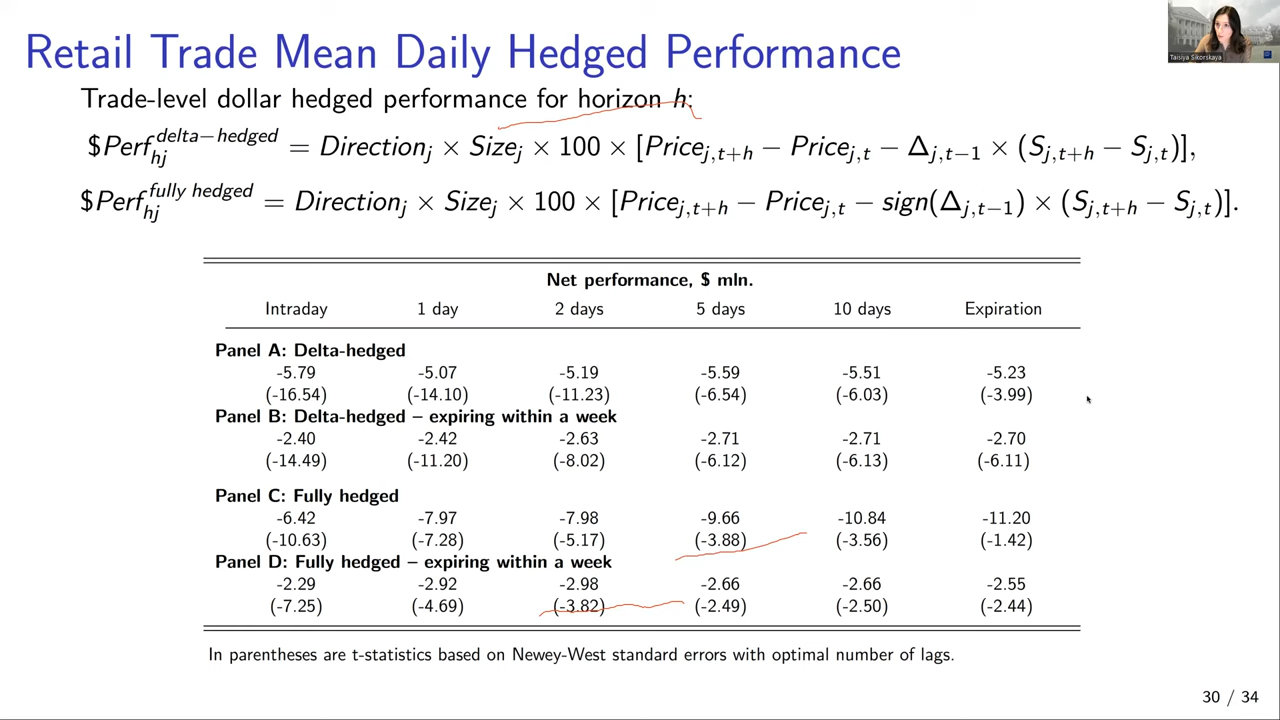 Retail Trade Mean Daily Hedged Performance
Taisiya Sikorskaya
Trade-level dollar hedged performance for horizon h:
$Perf_{hj}^{delta−hedged} = Direction_j × Size_j × 100 × [Price_{j,t+h} − Price_{j,t} − Δ_{j,t−1} × (S_{j,t+h} − S_{j,t})],
$Perf_{hj}^{fully hedged} = Direction_j × Size_j × 100 × [Price_{j,t+h} − Price_{j,t} − sign(Δ_{j,t−1}) × (S_{j,t+h} − S_{j,t})].
Net performance, $ mln.
Intraday 1 day 2 days 5 days 10 days Expiration
Panel A: Delta-hedged
-5.79 -5.07 -5.19 -5.59 -5.51 -5.23
(-16.54) (-14.10) (-11.23) (-6.54) (-6.03) (-3.99)
Panel B: Delta-hedged – expiring within a week
-2.40 -2.42 -2.63 -2.71 -2.71 -2.70
(-14.49) (-11.20) (-8.02) (-6.12) (-6.13) (-6.11)
Panel C: Fully hedged
-6.42 -7.97 -7.98 -9.66 -10.84 -11.20
(-10.63) (-7.28) (-5.17) (-3.88) (-3.56) (-1.42)
Panel D: Fully hedged – expiring within a week
-2.29 -2.92 -2.98 -2.66 -2.66 -2.55
(-7.25) (-4.69) (-3.82) (-2.49) (-2.50) (-2.44)
In parentheses are t-statistics based on Newey-West standard errors with optimal number of lags.
30 / 34